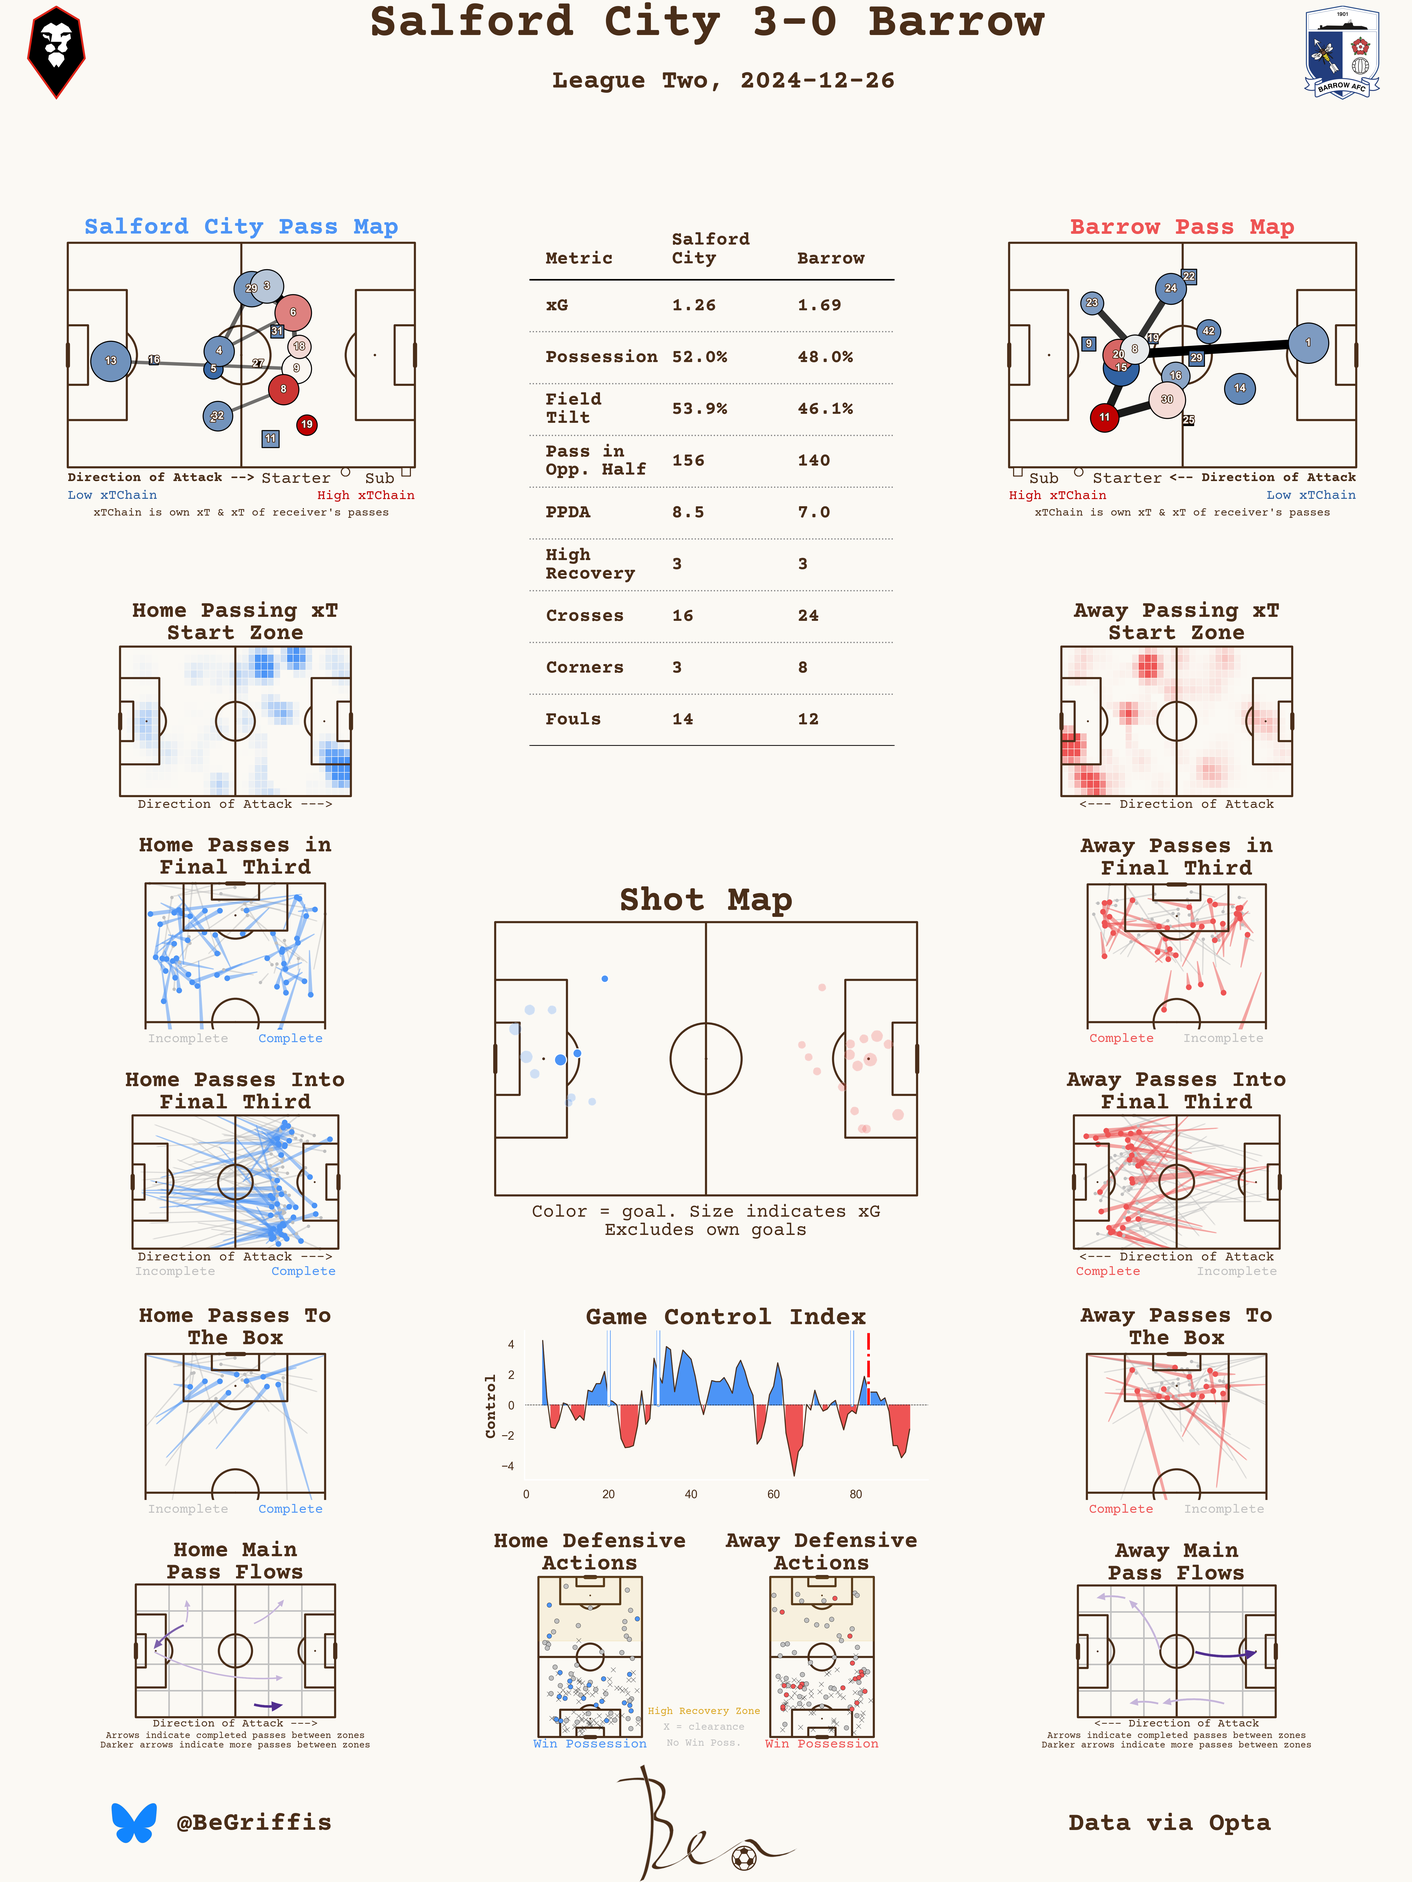 Salford City 3-0 Barrow
League Two, 2024-12-26
1901
BARROW AFC
Salford City Pass Map
13
16
4
5
32
29
3
6
31
18
27
9
8
19
11
Direction of Attack --> Starter Sub
Low xTChain High xTChain
xTChain is own xT & xT of receiver's passes
Metric Salford City Barrow
xG 1.26 1.69
Possession 52.0% 48.0%
Field Tilt 53.9% 46.1%
Pass in Opp. Half 156 140
PPDA 8.5 7.0
High Recovery 3 3
Crosses 16 24
Corners 3 8
Fouls 14 12
Barrow Pass Map
22
24
23
42
9
19
8
20
1
29
15
16
14
30
11
25
Sub Starter <-- Direction of Attack
High xTChain Low xTChain
xTChain is own xT & xT of receiver's passes
Home Passing xT
Start Zone
Direction of Attack --->
Away Passing xT
Start Zone
<--- Direction of Attack
Home Passes in
Final Third
Incomplete Complete
Away Passes in
Final Third
Complete Incomplete
Shot Map
Color = goal. Size indicates xG
Excludes own goals
Home Passes Into
Final Third
Direction of Attack --->
Incomplete Complete
Away Passes Into
Final Third
<--- Direction of Attack
Complete Incomplete
Home Passes To
The Box
Incomplete Complete
Game Control Index
Control
4
2
0
−2
−4
0 20 40 60 80
Away Passes To
The Box
Complete Incomplete
Home Main
Pass Flows
Direction of Attack --->
Arrows indicate completed passes between zones
Darker arrows indicate more passes between zones
Home Defensive
Actions
Win Possession
Away Defensive
Actions
Win Possession
High Recovery Zone
X = clearance
No Win Poss.
Away Main
Pass Flows
<--- Direction of Attack
Arrows indicate completed passes between zones
Darker arrows indicate more passes between zones
@BeGriffis
Ben
Data via Opta